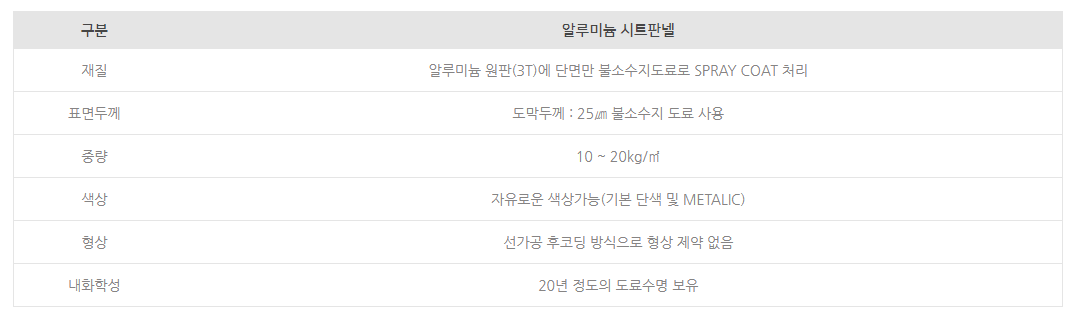 구분 알루미늄 시트판넬
재질 알루미늄 원판(3T)에 단면만 불소수지도료로 SPRAY COAT 처리
표면두께 도막두께 : 25㎛ 불소수지 도료 사용
중량 10 ~ 20kg/㎡
색상 자유로운 색상가능(기본 단색 및 METALIC)
형상 선가공 후코딩 방식으로 형상 제약 없음
내화학성 20년 정도의 도료수명 보유